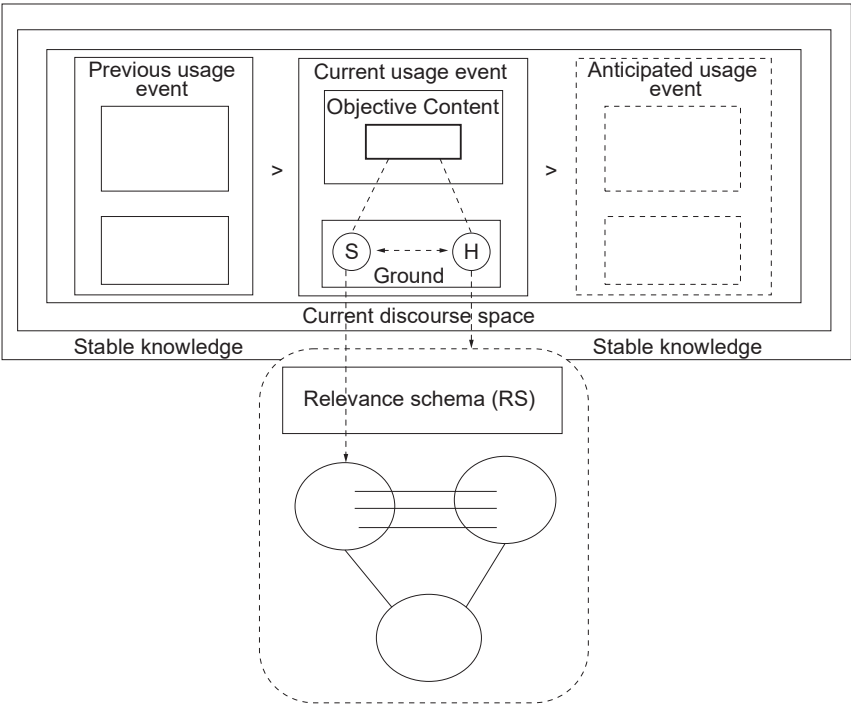 Previous usage
event
Current usage event
Anticipated usage
event
Objective Content
>
>
S
H
Ground
Current discourse space
Stable knowledge
Stable knowledge
Relevance schema (RS)